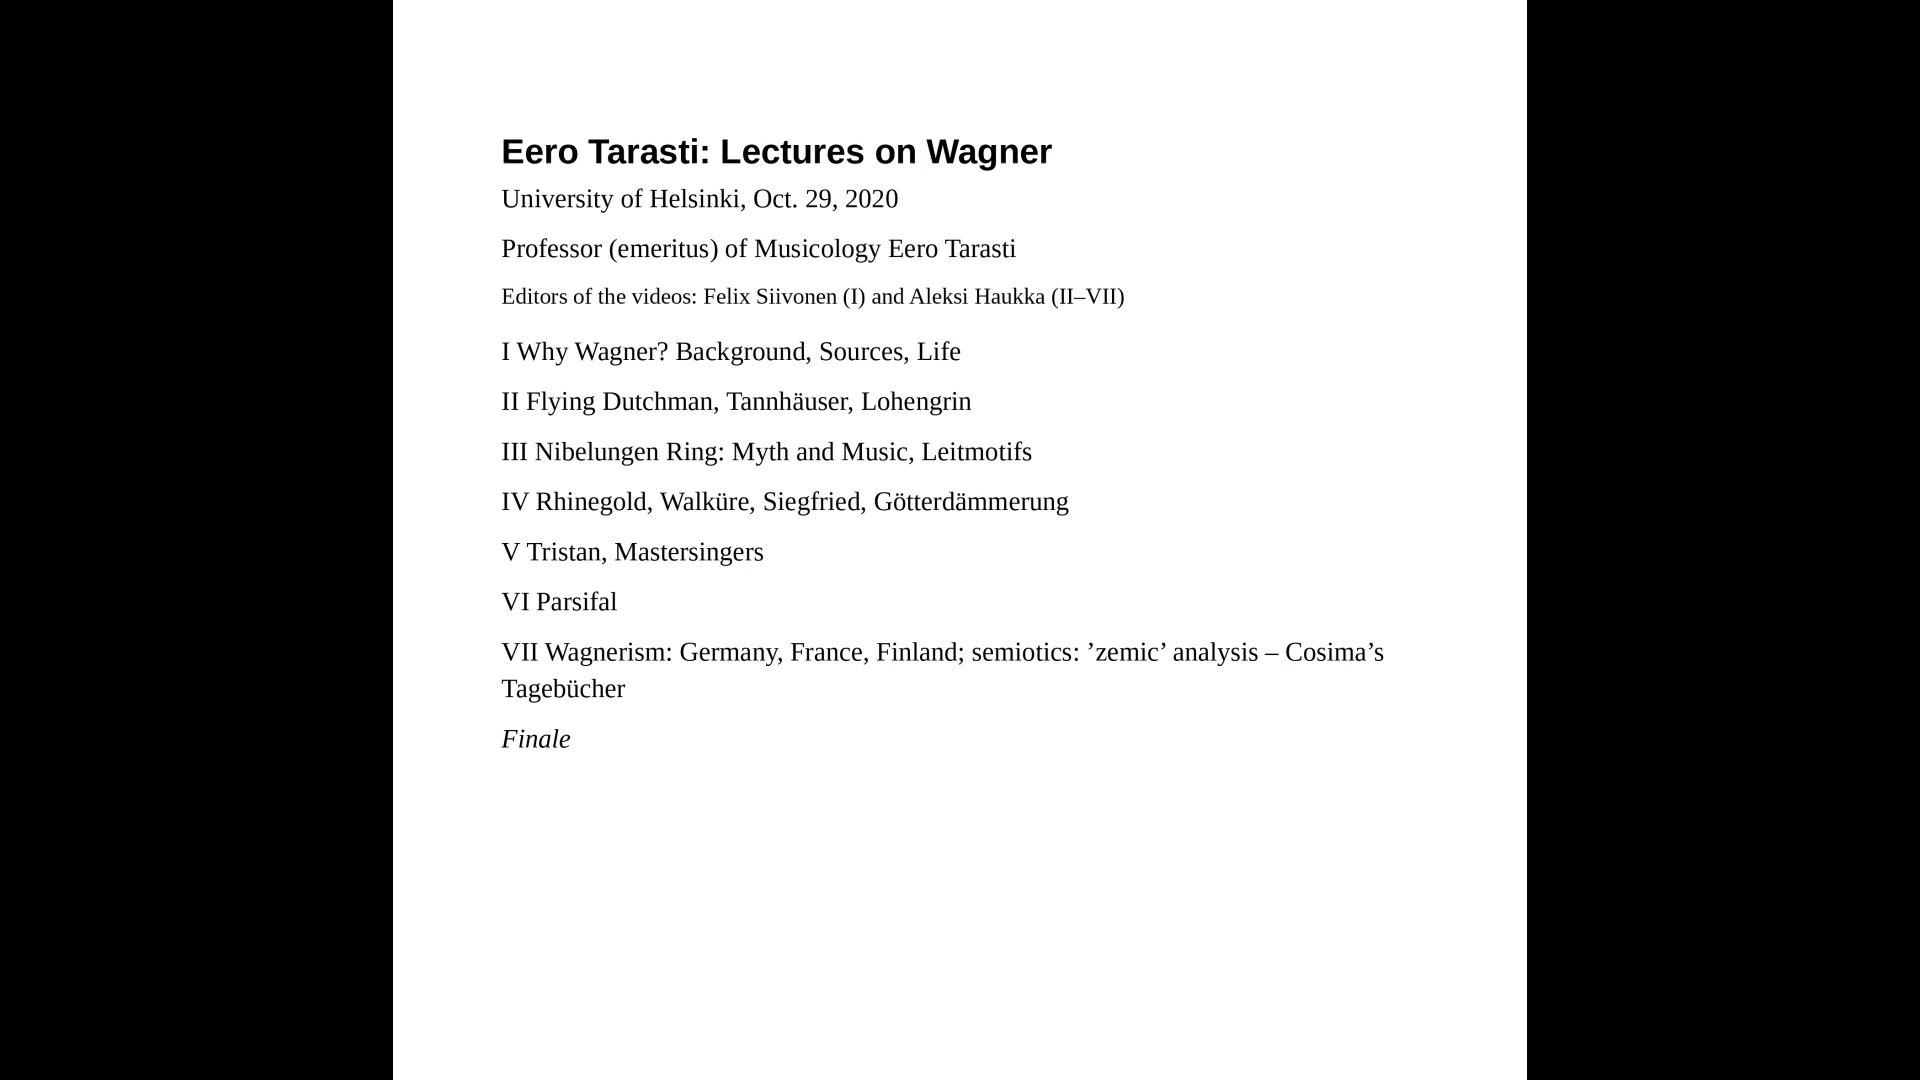 Eero Tarasti: Lectures on Wagner
University of Helsinki, Oct. 29, 2020
Professor (emeritus) of Musicology Eero Tarasti
Editors of the videos: Felix Siivonen (I) and Aleksi Haukka (II–VII)
I Why Wagner? Background, Sources, Life
II Flying Dutchman, Tannhäuser, Lohengrin
III Nibelungen Ring: Myth and Music, Leitmotifs
IV Rhinegold, Walküre, Siegfried, Götterdämmerung
V Tristan, Mastersingers
VI Parsifal
VII Wagnerism: Germany, France, Finland; semiotics: ’zemic’ analysis – Cosima’s
Tagebücher
Finale